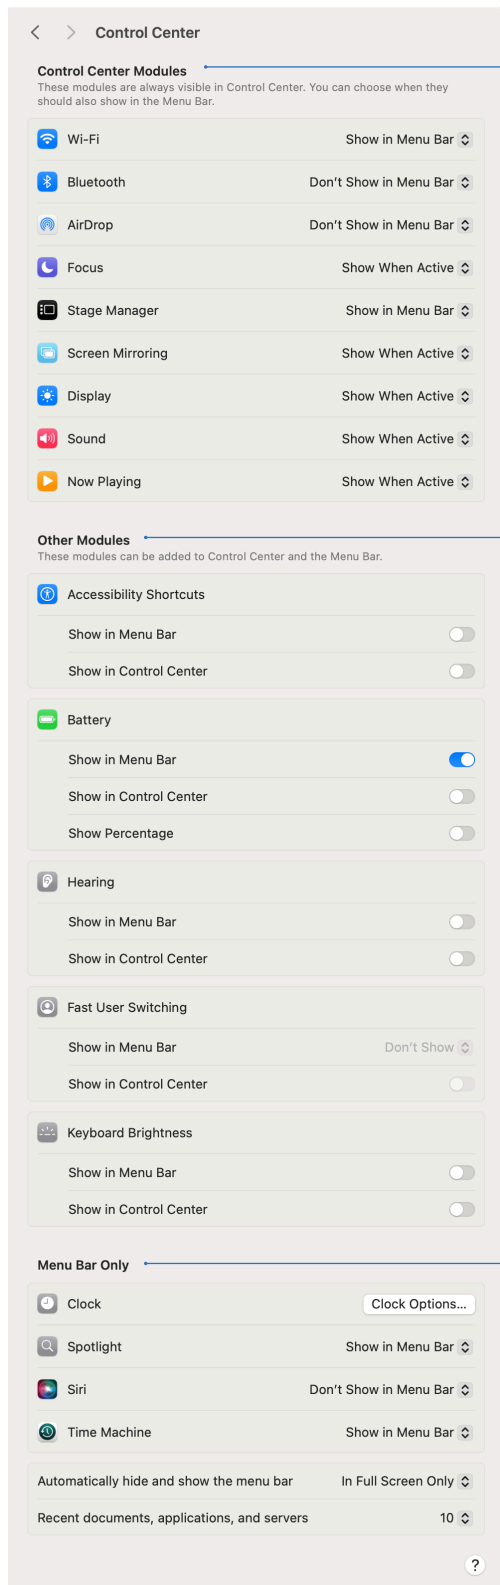 Control Center
Control Center Modules
These modules are always visible in Control Center. You can choose when they
should also show in the Menu Bar.
Wi-Fi Show in Menu Bar
Bluetooth Don't Show in Menu Bar
AirDrop Don't Show in Menu Bar
Focus Show When Active
Stage Manager Show in Menu Bar
Screen Mirroring Show When Active
Display Show When Active
Sound Show When Active
Now Playing Show When Active
Other Modules
These modules can be added to Control Center and the Menu Bar.
Accessibility Shortcuts
Show in Menu Bar
Show in Control Center
Battery
Show in Menu Bar
Show in Control Center
Show Percentage
Hearing
Show in Menu Bar
Show in Control Center
Fast User Switching
Show in Menu Bar Don't Show
Show in Control Center
Keyboard Brightness
Show in Menu Bar
Show in Control Center
Menu Bar Only
Clock Clock Options...
Spotlight Show in Menu Bar
Siri Don't Show in Menu Bar
Time Machine Show in Menu Bar
Automatically hide and show the menu bar In Full Screen Only
Recent documents, applications, and servers 10
?